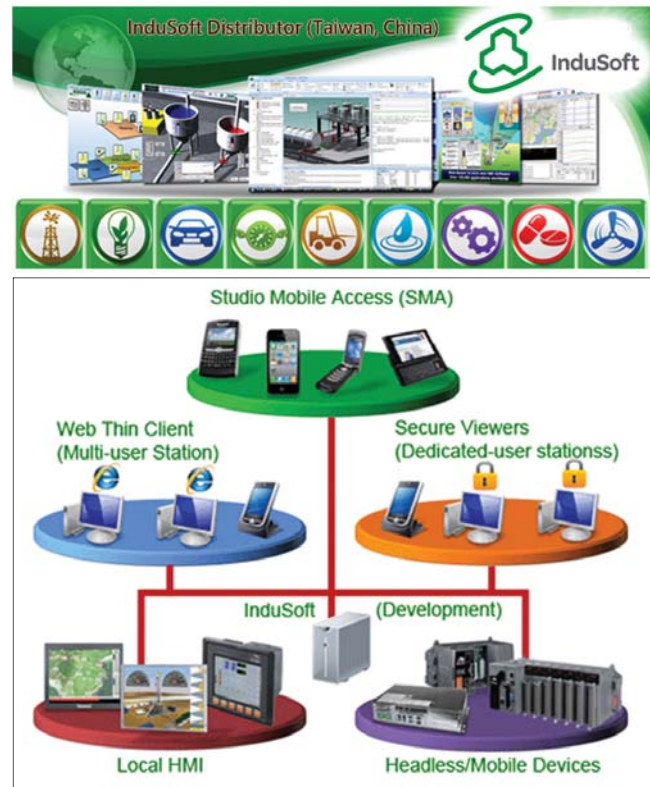 InduSoft Distributor (Taiwan, China)
InduSoft
Studio Mobile Access (SMA)
Web Thin Client
(Multi-user Station)
Secure Viewers
(Dedicated-user stationss)
InduSoft (Development)
Local HMI
Headless/Mobile Devices